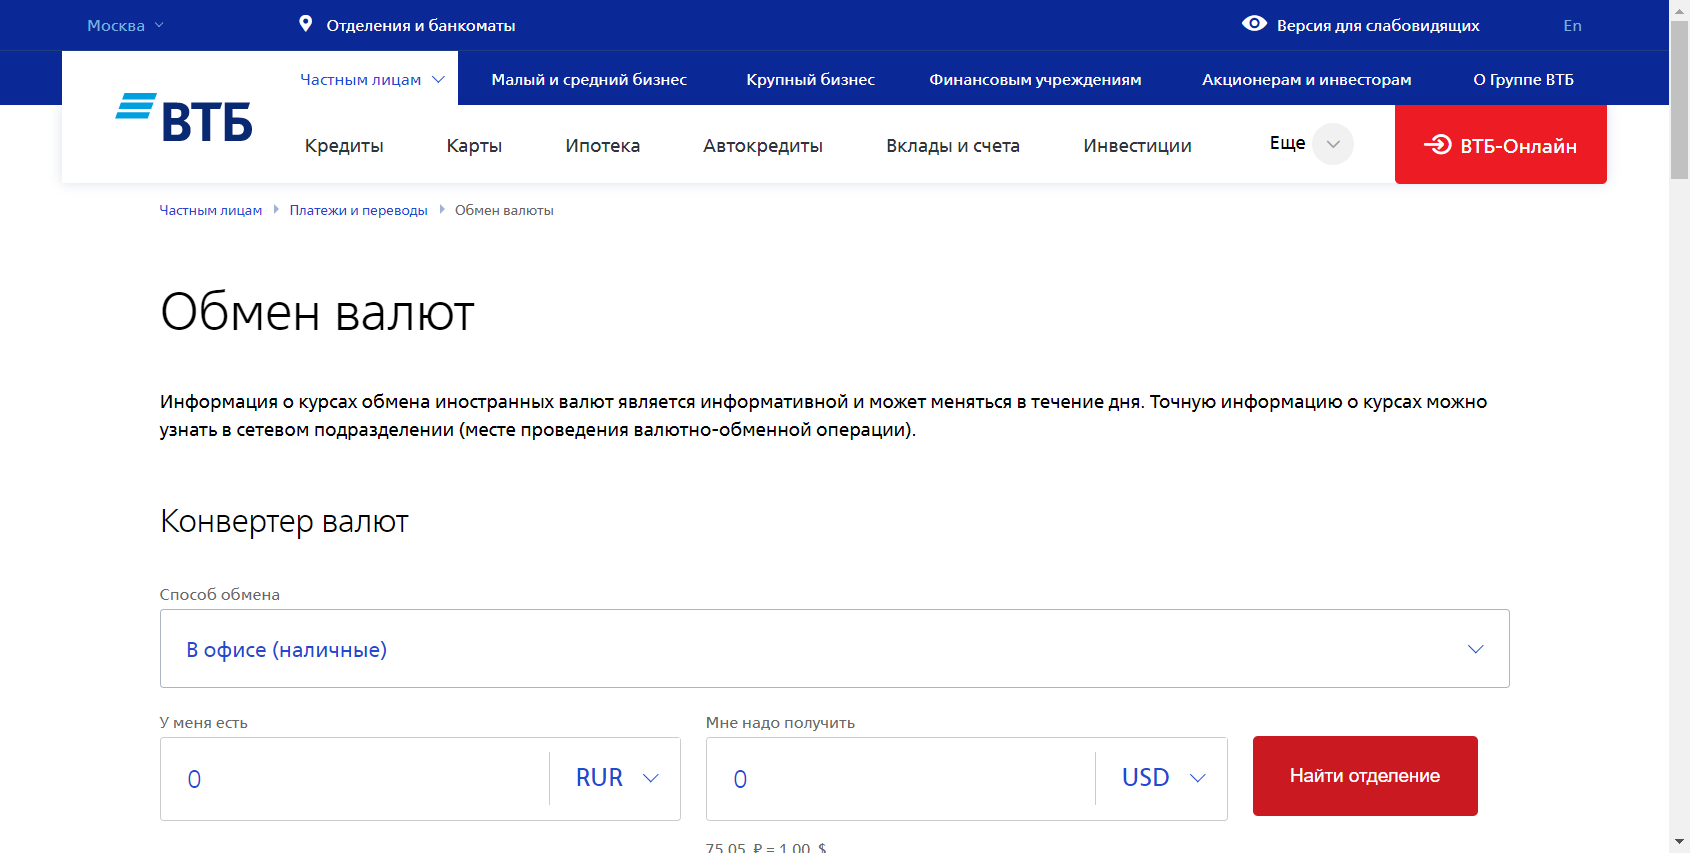 Москва
Отделения и банкоматы
Версия для слабовидящих
En
Частным лицам
Малый и средний бизнес
Крупный бизнес
Финансовым учреждениям
Акционерам и инвесторам
О Группе ВТБ
ВТБ
Кредиты
Карты
Ипотека
Автокредиты
Вклады и счета
Инвестиции
Еще
ВТБ-Онлайн
Частным лицам
Платежи и переводы
Обмен валюты
Обмен валют
Информация о курсах обмена иностранных валют является информативной и может меняться в течение дня. Точную информацию о курсах можно
узнать в сетевом подразделении (месте проведения валютно-обменной операции).
Конвертер валют
Способ обмена
В офисе (наличные)
У меня есть
Мне надо получить
0
RUR
0
USD
Найти отделение
75.05 ₽ = 1.00 $